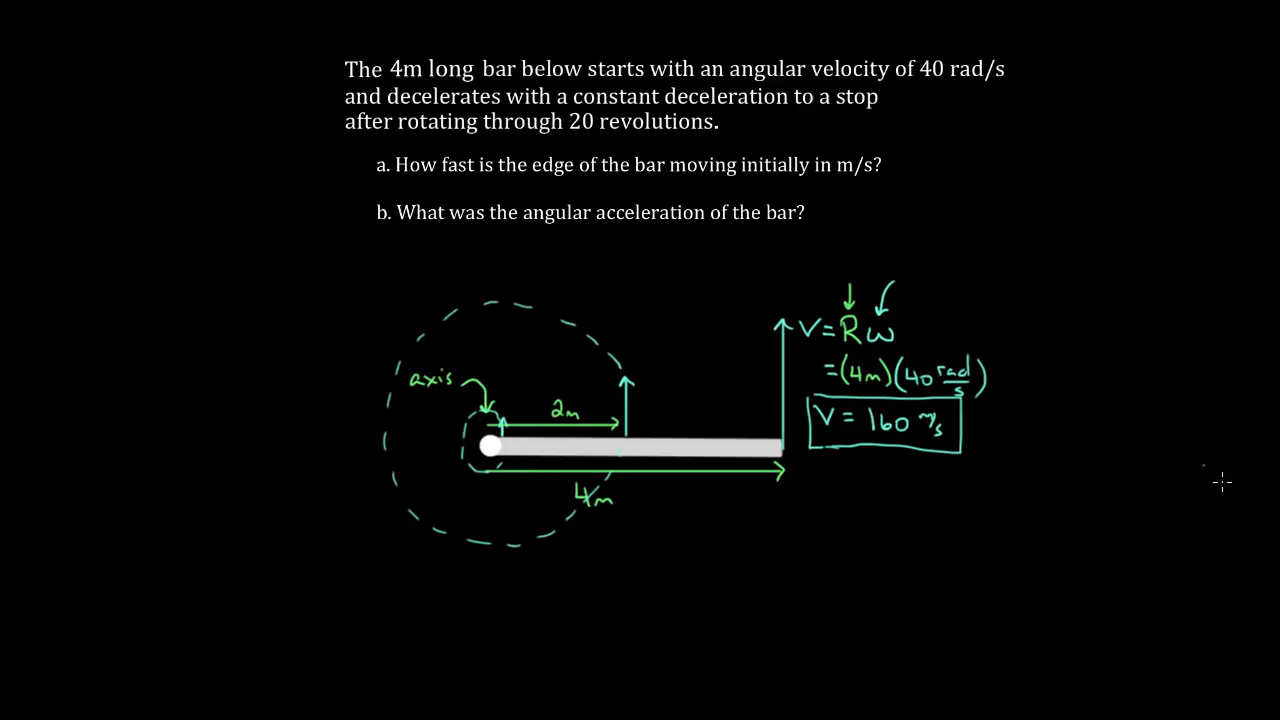 The 4m long bar below starts with an angular velocity of 40 rad/s
and decelerates with a constant deceleration to a stop
after rotating through 20 revolutions.
a. How fast is the edge of the bar moving initially in m/s?
b. What was the angular acceleration of the bar?
V = Rω
= (4m)(40 rad/s)
axis
2m
V = 160 m/s
4m